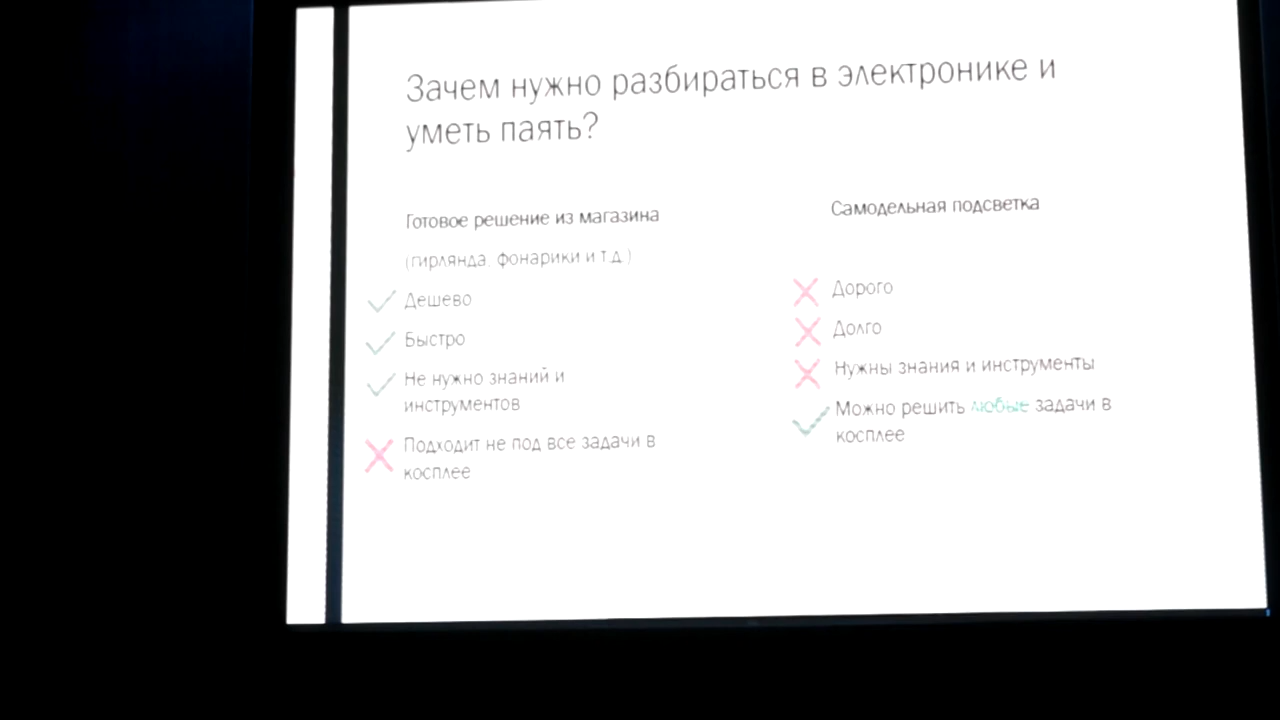 Зачем нужно разбираться в электронике и
уметь паять?
Готовое решение из магазина
(гирлянда, фонарики и т.д.)
Дешево
Быстро
Не нужно знаний и
инструментов
Подходит не под все задачи в
косплее
Самодельная подсветка
Дорого
Долго
Нужны знания и инструменты
Можно решить любые задачи в
косплее